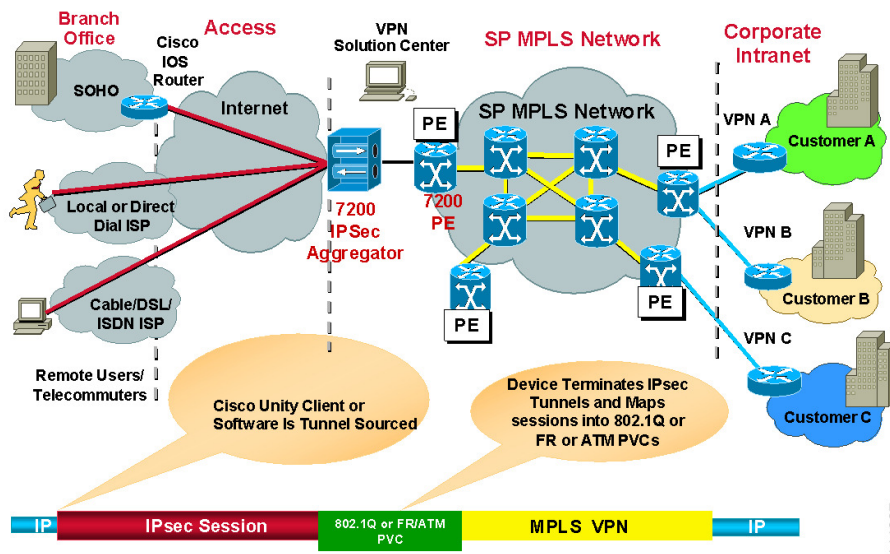 Branch
Office
Access
VPN
Solution Center
SP MPLS Network
Corporate
Intranet
Cisco
IOS
Router
SOHO
Internet
SP MPLS Network
PE
PE
VPN A
Customer A
Local or Direct
Dial ISP
7200
IPSec
Aggregator
7200
PE
VPN B
Customer B
Cable/DSL/
ISDN ISP
PE
PE
VPN C
Customer C
Remote Users/
Telecommuters
Cisco Unity Client or
Software Is Tunnel Sourced
Device Terminates IPsec
Tunnels and Maps
sessions into 802.1Q or
FR or ATM PVCs
IP
IPsec Session
802.1Q or FR/ATM
PVC
MPLS VPN
IP